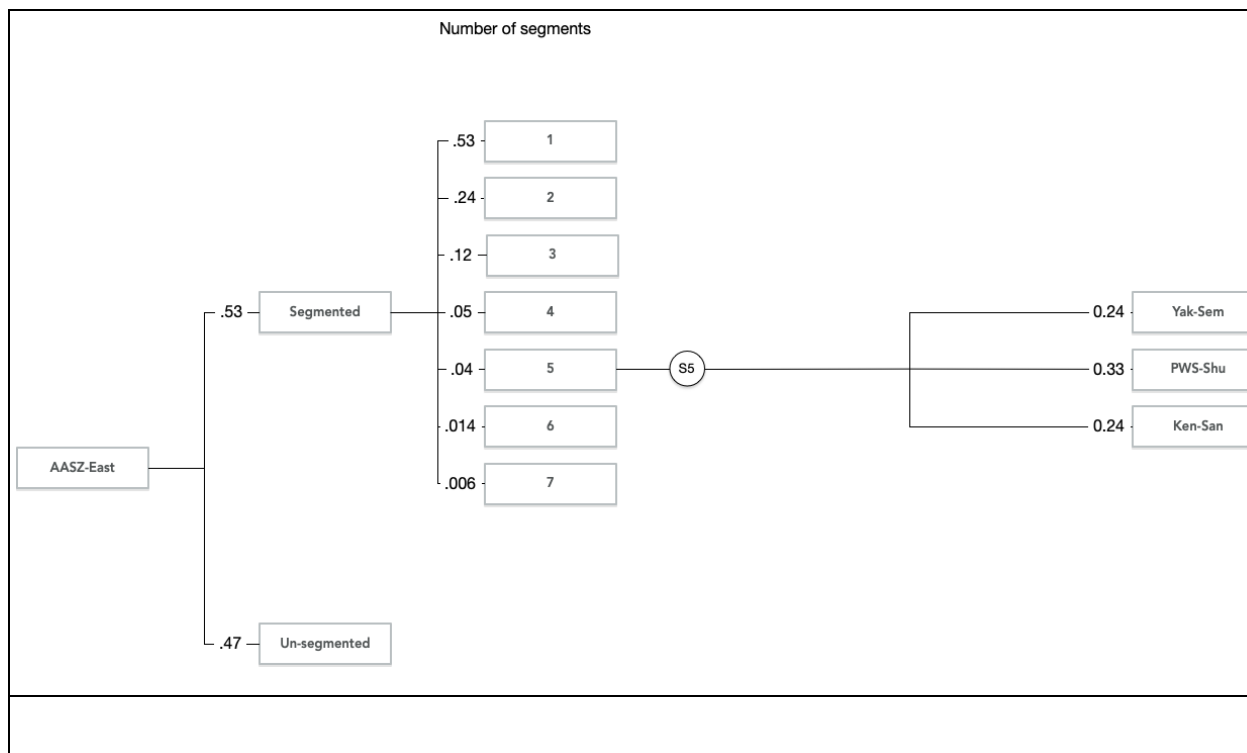 Number of segments
.53 1
.24 2
.12 3
.53 Segmented .05 4 0.24 Yak-Sem
.04 5 S5 0.33 PWS-Shu
.014 6 0.24 Ken-San
AASZ-East
.006 7
.47 Un-segmented